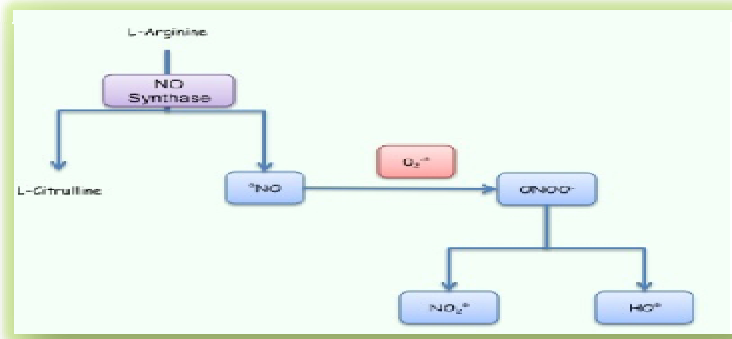 L-Arginine
NO
Synthase
O₂⁻•
L-Citrulline
•NO
ONOO⁻
NO₂•
HO•